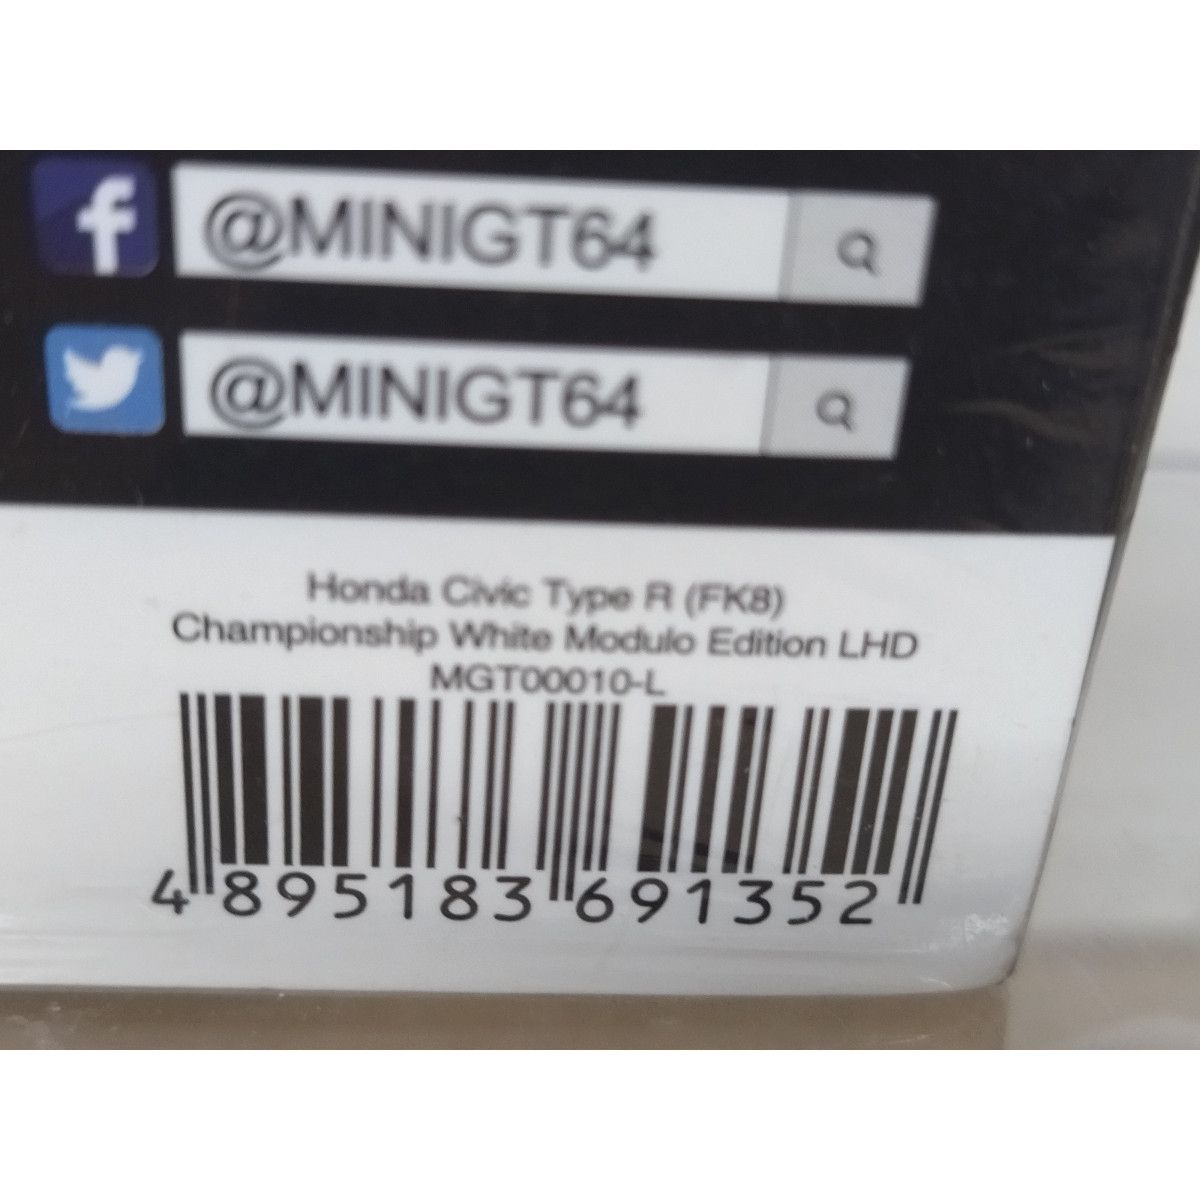 @MINIGT64
@MINIGT64
Honda Civic Type R (FK8)
Championship White Modulo Edition LHD
MGT00010-L
4 895183 691352